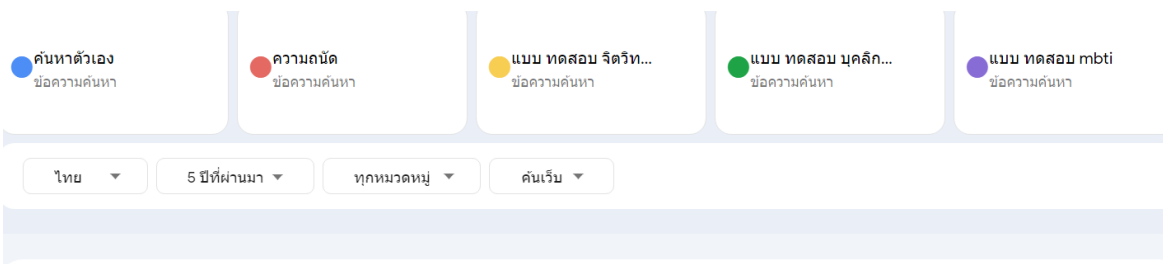 ค้นหาตัวเอง
ข้อความค้นหา
ความถนัด
ข้อความค้นหา
แบบ ทดสอบ จิตวิท...
ข้อความค้นหา
แบบ ทดสอบ บุคลิก...
ข้อความค้นหา
แบบ ทดสอบ mbti
ข้อความค้นหา
ไทย
5 ปีที่ผ่านมา
ทุกหมวดหมู่
ค้นเว็บ